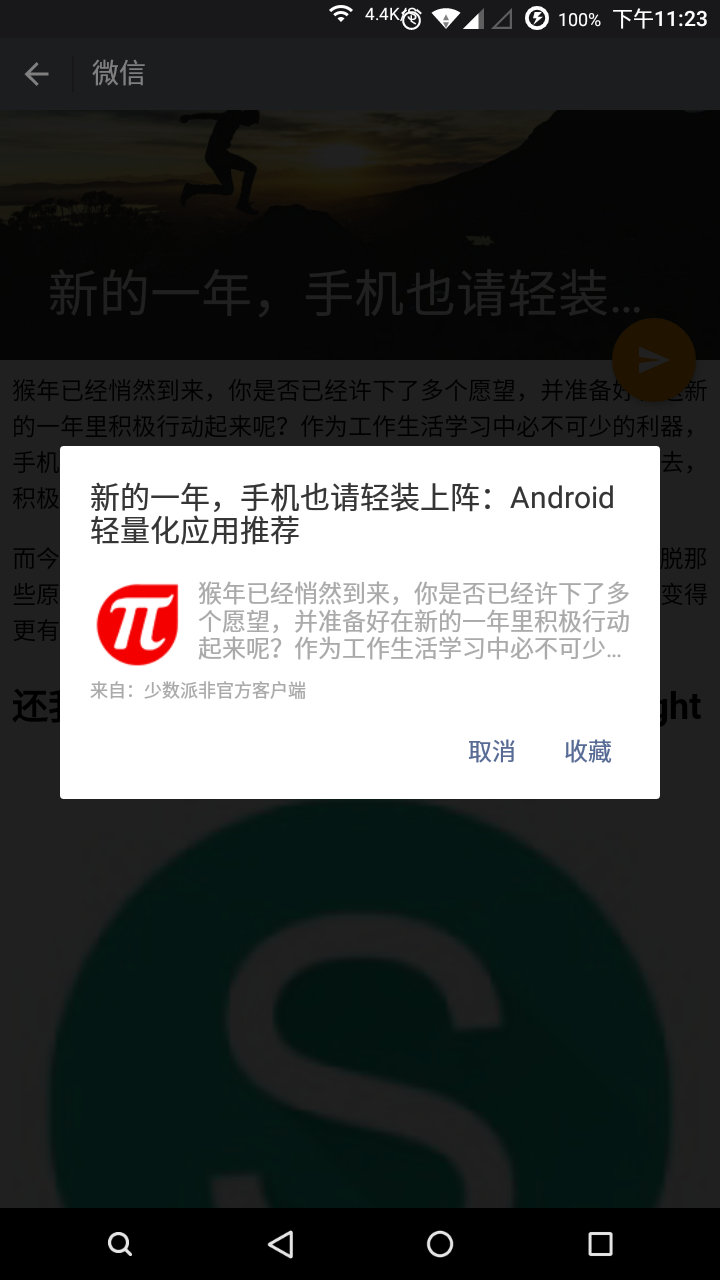 4.4K/s
100%
下午11:23
微信
新的一年，手机也请轻装...
猴年已经悄然到来，你是否已经许下了多个愿望，并准备好
新
的一年里积极行动起来呢？作为工作生活学习中必不可少的利器，
手机
去，
积极
而今
脱那
些原
变得
更有
还我
ght
新的一年，手机也请轻装上阵：Android
轻量化应用推荐
π
猴年已经悄然到来，你是否已经许下了多
个愿望，并准备好在新的一年里积极行动
起来呢？作为工作生活学习中必不可少...
来自：少数派非官方客户端
取消
收藏
S